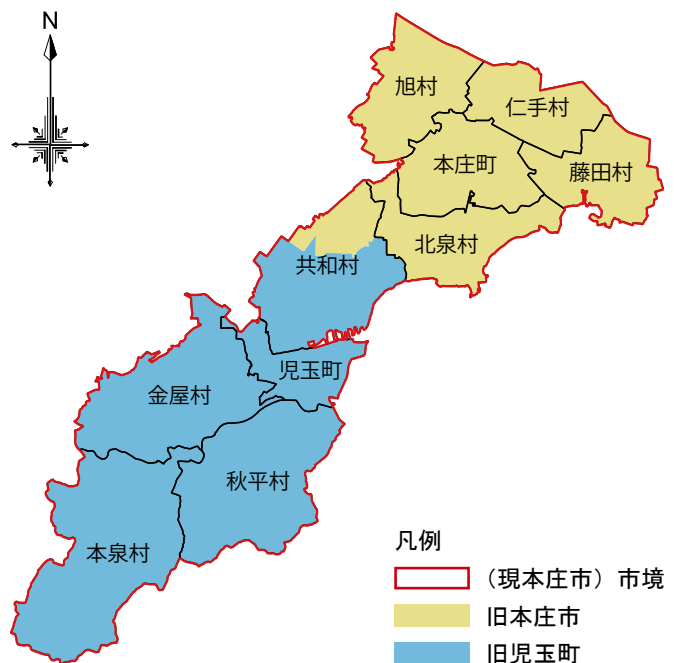 N
旭村
仁手村
本庄町
藤田村
北泉村
共和村
児玉町
金屋村
秋平村
本泉村
凡例
（現本庄市）市境
旧本庄市
旧児玉町